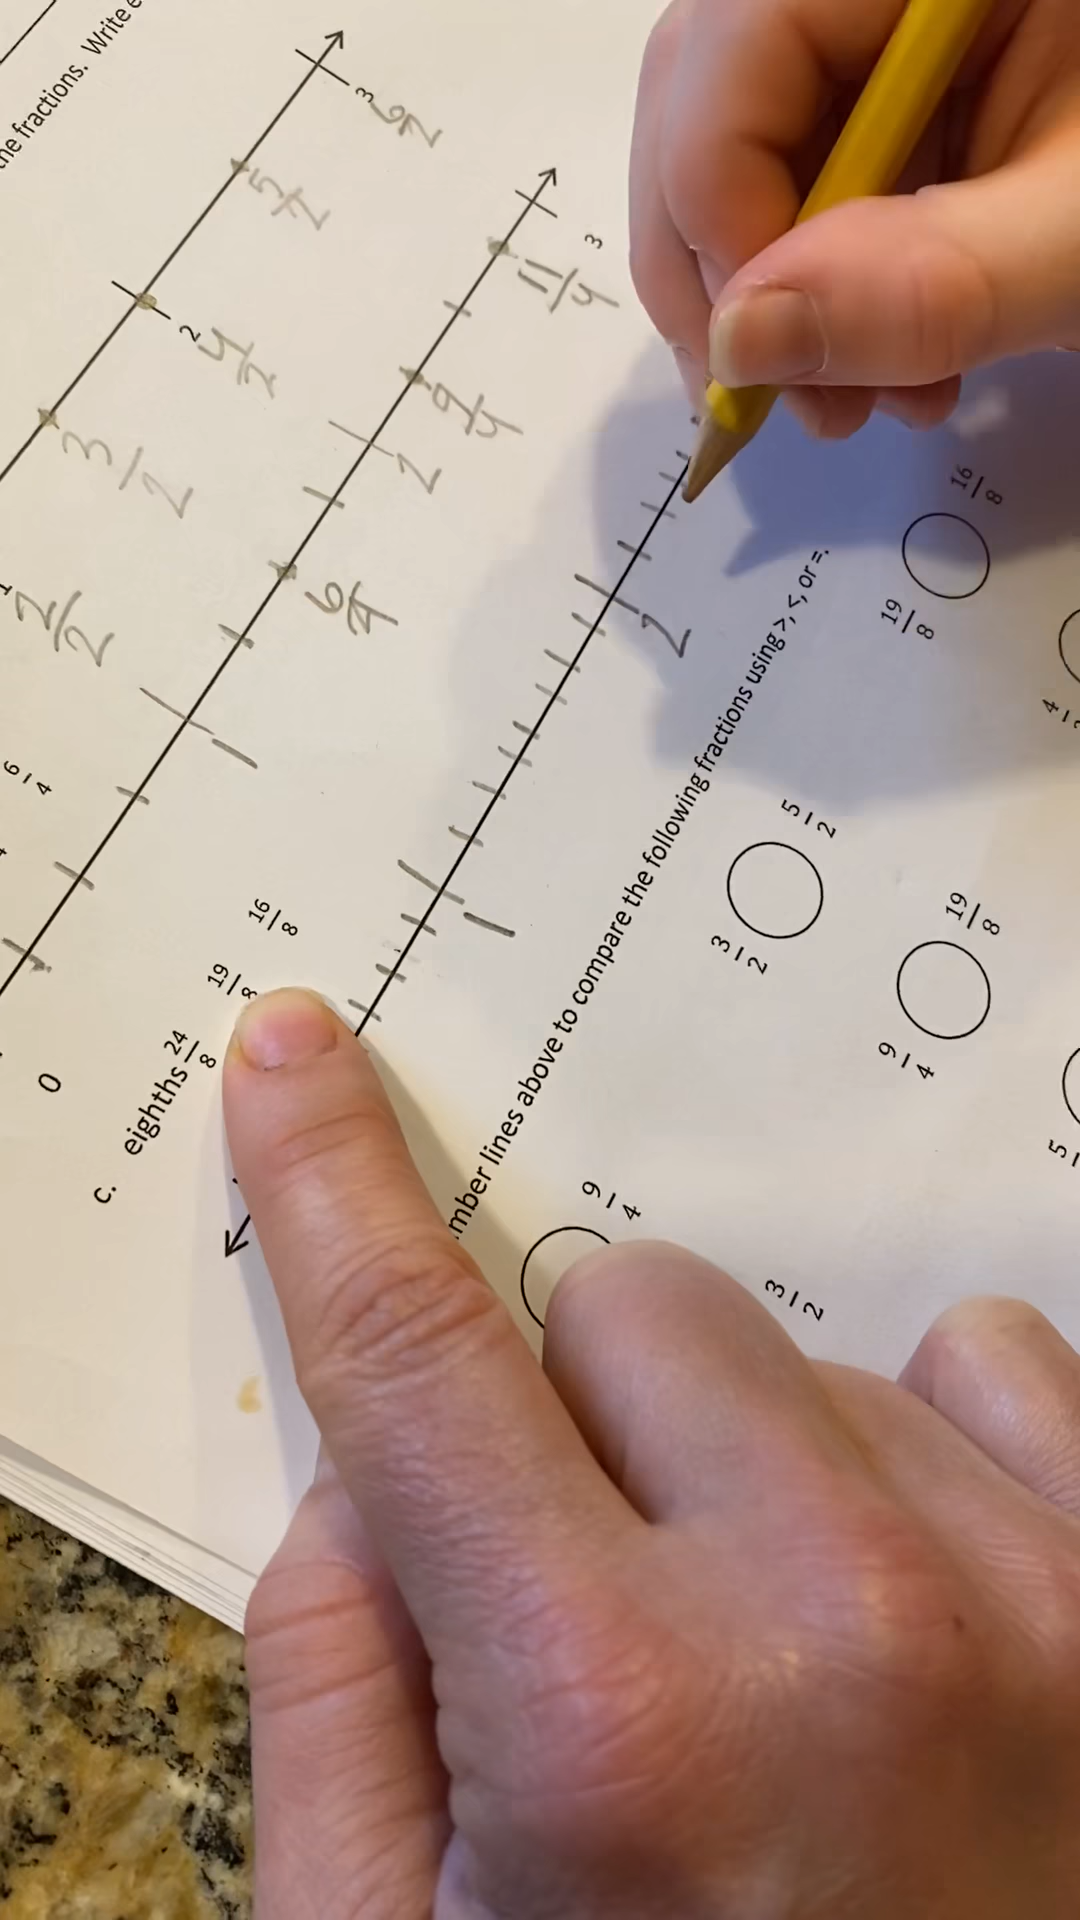 he fractions. Write
1 2 3
2/2 3/2 4/2 5/2 6/2
6/4
0 1 6/4 2 9/4 11/4 3
c. eighths 24/8 19/8 16/8
1 2
mber lines above to compare the following fractions using >, <, or =.
9/4 3/2 5/2 19/8 16/8
3/2 9/4 19/8 4
5